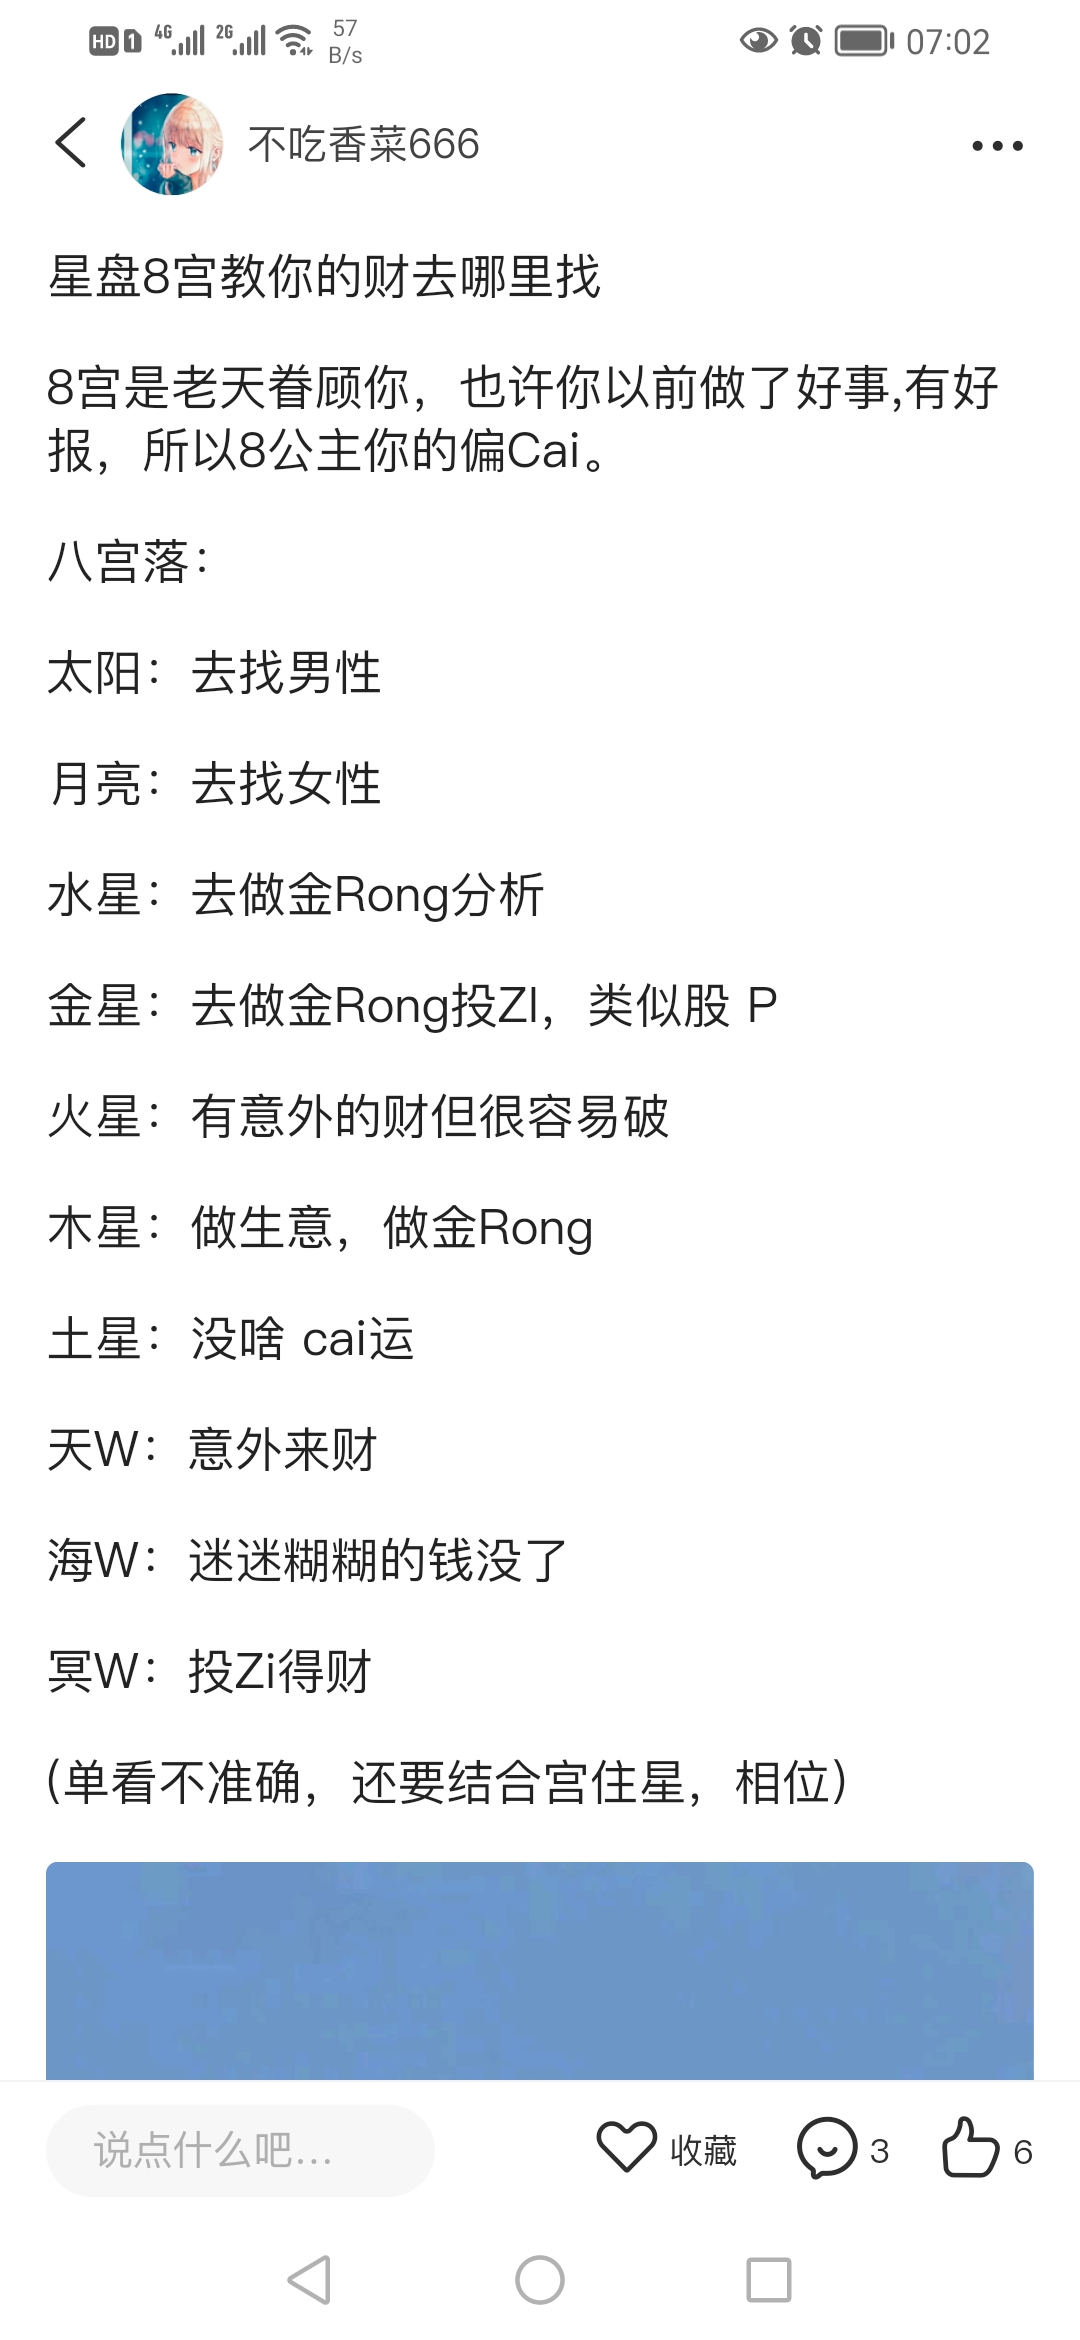 HD 1 4G 2G 57 B/s 07:02
不吃香菜666
星盘8宫教你的财去哪里找
8宫是老天眷顾你，也许你以前做了好事,有好
报，所以8公主你的偏Cai。
八宫落：
太阳：去找男性
月亮：去找女性
水星：去做金Rong分析
金星：去做金Rong投ZI，类似股 P
火星：有意外的财但很容易破
木星：做生意，做金Rong
土星：没啥 cai运
天W：意外来财
海W：迷迷糊糊的钱没了
冥W：投Zi得财
(单看不准确，还要结合宫住星，相位)
说点什么吧... 收藏 3 6